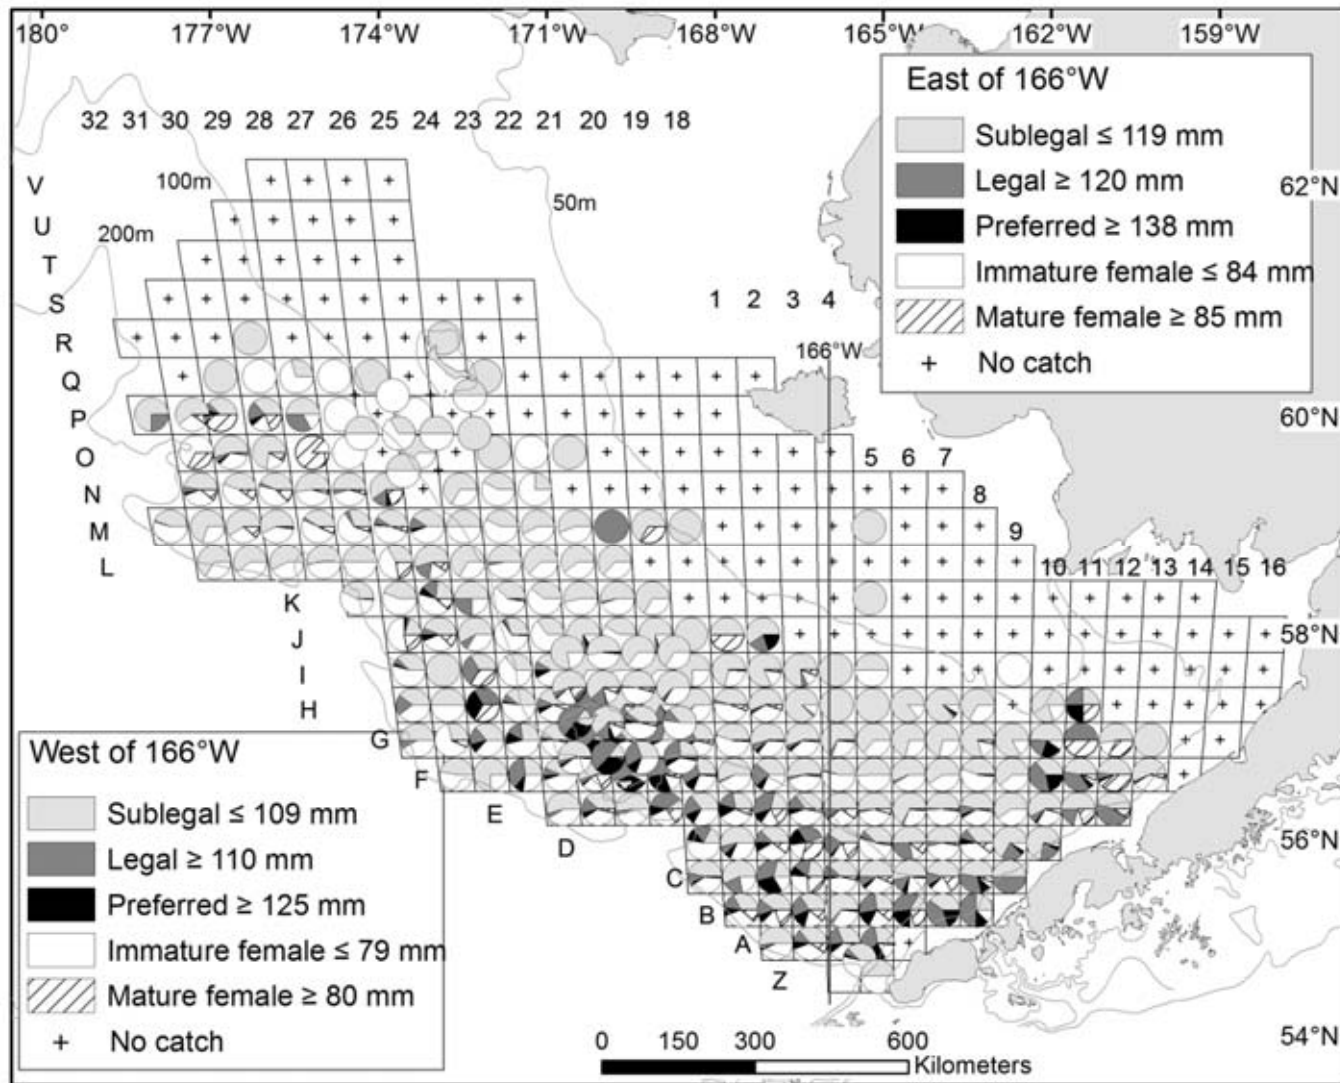 180° 177°W 174°W 171°W 168°W 165°W 162°W 159°W
East of 166°W
Sublegal ≤ 119 mm
Legal ≥ 120 mm
Preferred ≥ 138 mm
Immature female ≤ 84 mm
Mature female ≥ 85 mm
+ No catch
32 31 30 29 28 27 26 25 24 23 22 21 20 19 18
V 100m 62°N
50m
U
200m
T
S 1 2 3 4
R 166°W
Q
P 60°N
O 5 6 7
N 8
M 9
L 10 11 12 13 14 15 16
K
J 58°N
I
H
G
F
E
D 56°N
C
B
A
Z
54°N
West of 166°W
Sublegal ≤ 109 mm
Legal ≥ 110 mm
Preferred ≥ 125 mm
Immature female ≤ 79 mm
Mature female ≥ 80 mm
+ No catch
0 150 300 600
Kilometers